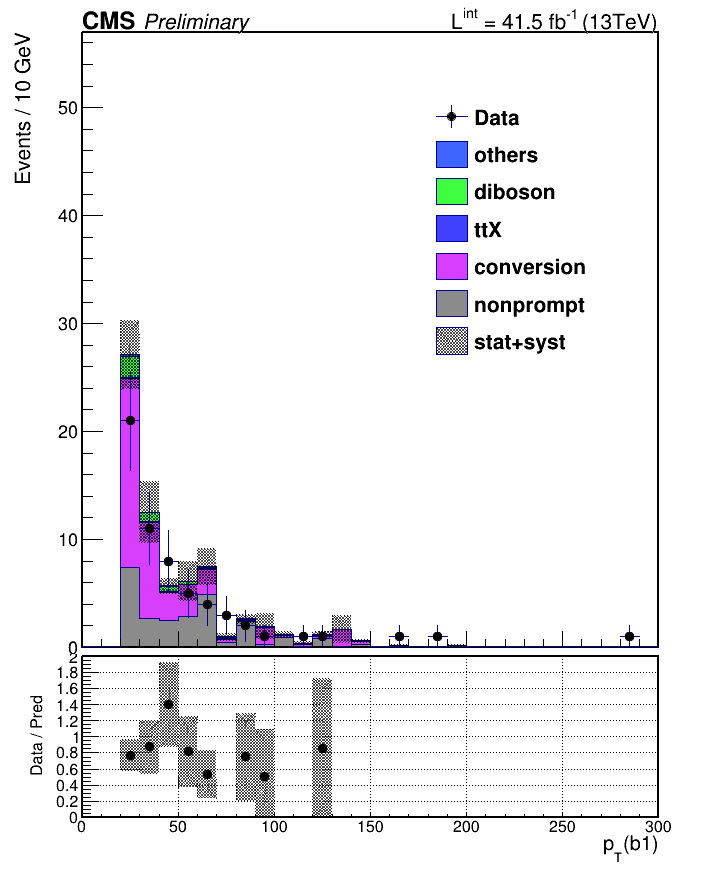 CMS Preliminary L^int = 41.5 fb^-1 (13TeV)
Events / 10 GeV
50
40
30
20
10
0
Data
others
diboson
ttX
conversion
nonprompt
stat+syst
Data / Pred
2
1.8
1.6
1.4
1.2
1
0.8
0.6
0.4
0.2
0
0 50 100 150 200 250 300
p_T(b1)